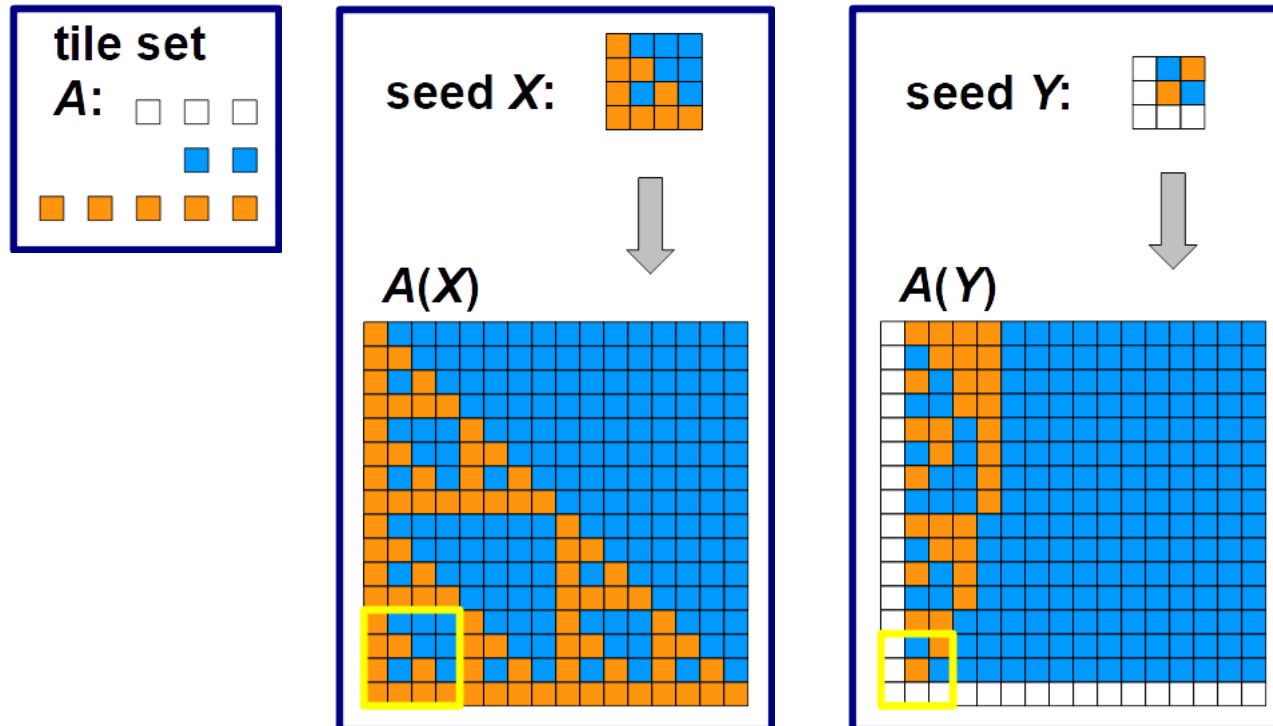 tile set
A:
seed X:
A(X)
seed Y:
A(Y)